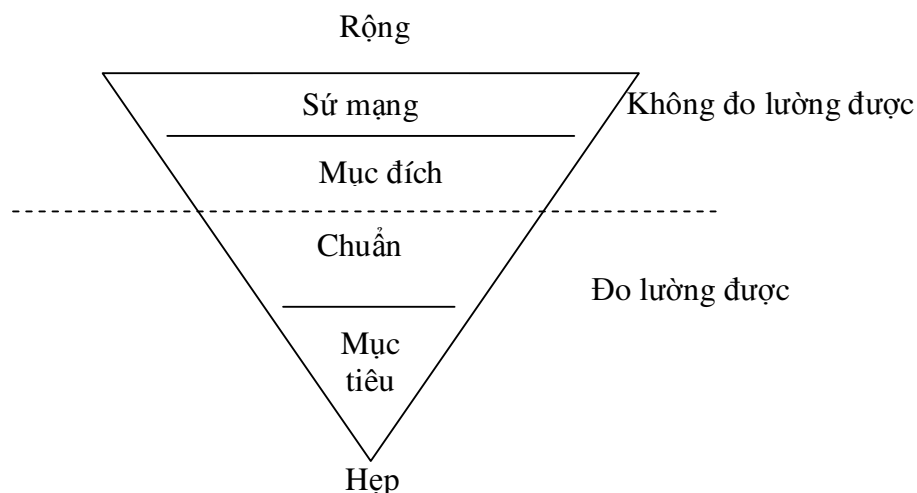 Rộng
Sứ mạng
Không đo lường được
Mục đích
Chuẩn
Đo lường được
Mục
tiêu
Hẹp